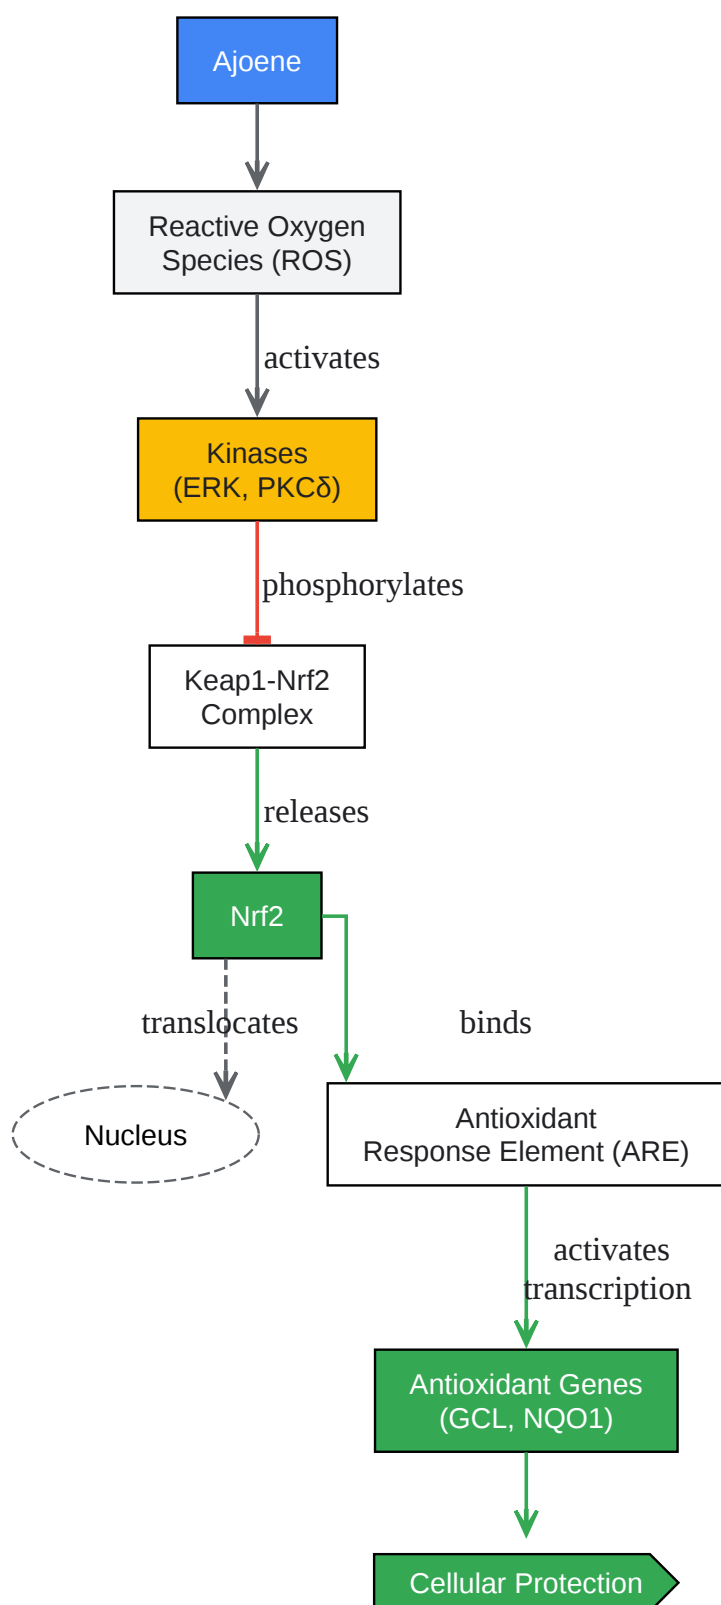 Ajoene
Reactive Oxygen
Species (ROS)
activates
Kinases
(ERK, PKCδ)
phosphorylates
Keap1-Nrf2
Complex
releases
Nrf2
translocates
binds
Nucleus
Antioxidant
Response Element (ARE)
activates
transcription
Antioxidant Genes
(GCL, NQO1)
Cellular Protection